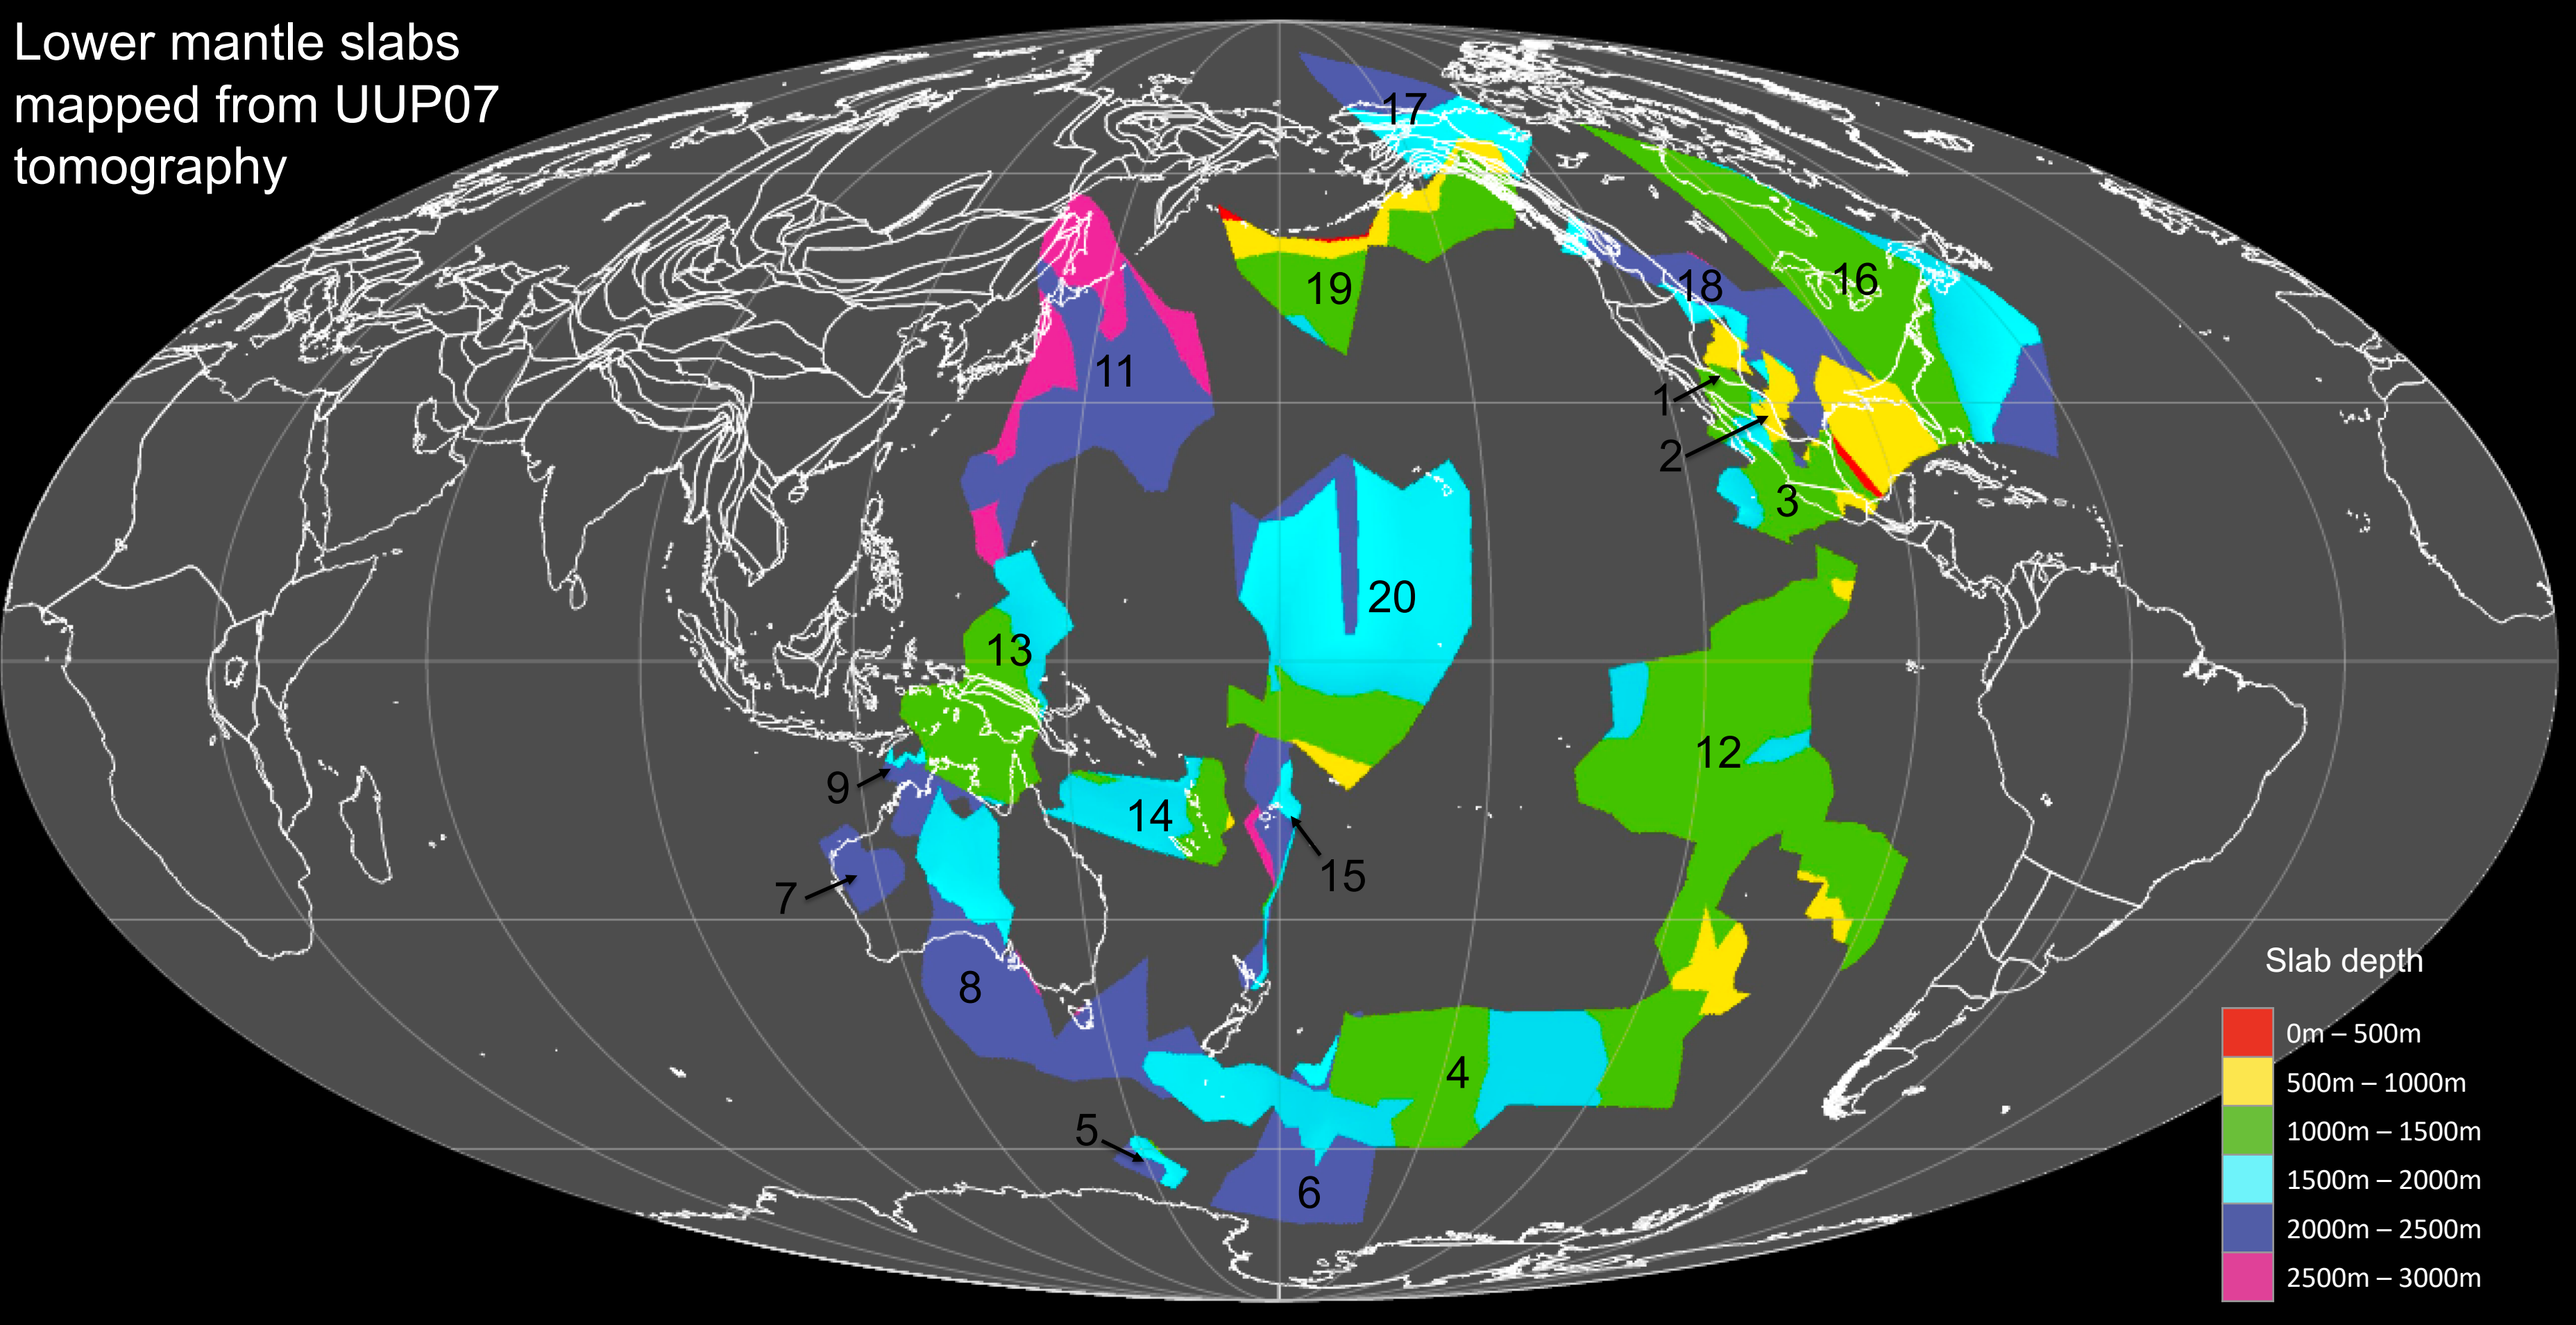 Lower mantle slabs
mapped from UUP07
tomography
17
18
16
19
11
1
2
3
20
13
12
9
14
15
7
8
4
5
6
Slab depth
0m – 500m
500m – 1000m
1000m – 1500m
1500m – 2000m
2000m – 2500m
2500m – 3000m